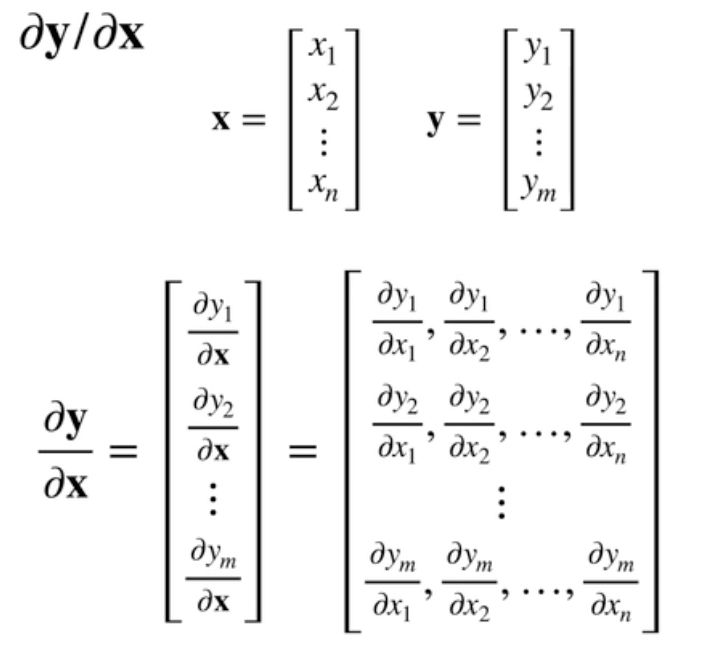 ∂y/∂x
x = [x₁ x₂ ⋮ xₙ] y = [y₁ y₂ ⋮ yₘ]
∂y/∂x = [∂y₁/∂x ∂y₂/∂x ⋮ ∂yₘ/∂x] = [∂y₁/∂x₁, ∂y₁/∂x₂, …, ∂y₁/∂xₙ
∂y₂/∂x₁, ∂y₂/∂x₂, …, ∂y₂/∂xₙ
⋮
∂yₘ/∂x₁, ∂yₘ/∂x₂, …, ∂yₘ/∂xₙ]